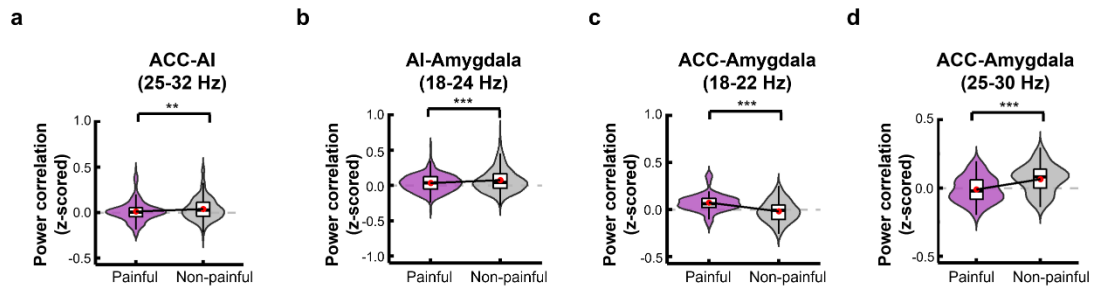 a
ACC-AI
(25-32 Hz)
**
Power correlation
(z-scored)
1.0
0.5
0.0
-0.5
Painful
Non-painful
b
AI-Amygdala
(18-24 Hz)
***
Power correlation
(z-scored)
1.0
0.5
0.0
-0.5
-1.0
Painful
Non-painful
c
ACC-Amygdala
(18-22 Hz)
***
Power correlation
(z-scored)
1.0
0.5
0.0
-0.5
Painful
Non-painful
d
ACC-Amygdala
(25-30 Hz)
***
Power correlation
(z-scored)
0.5
0.0
-0.5
Painful
Non-painful